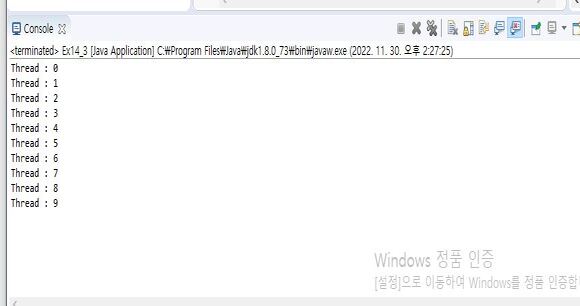 Console
<terminated> Ex14_3 [Java Application] C:₩Program Files₩Java₩jdk1.8.0_73₩bin₩javaw.exe (2022. 11. 30. 오후 2:27:25)
Thread : 0
Thread : 1
Thread : 2
Thread : 3
Thread : 4
Thread : 5
Thread : 6
Thread : 7
Thread : 8
Thread : 9
Windows 정품 인증
[설정]으로 이동하여 Windows를 정품 인증합